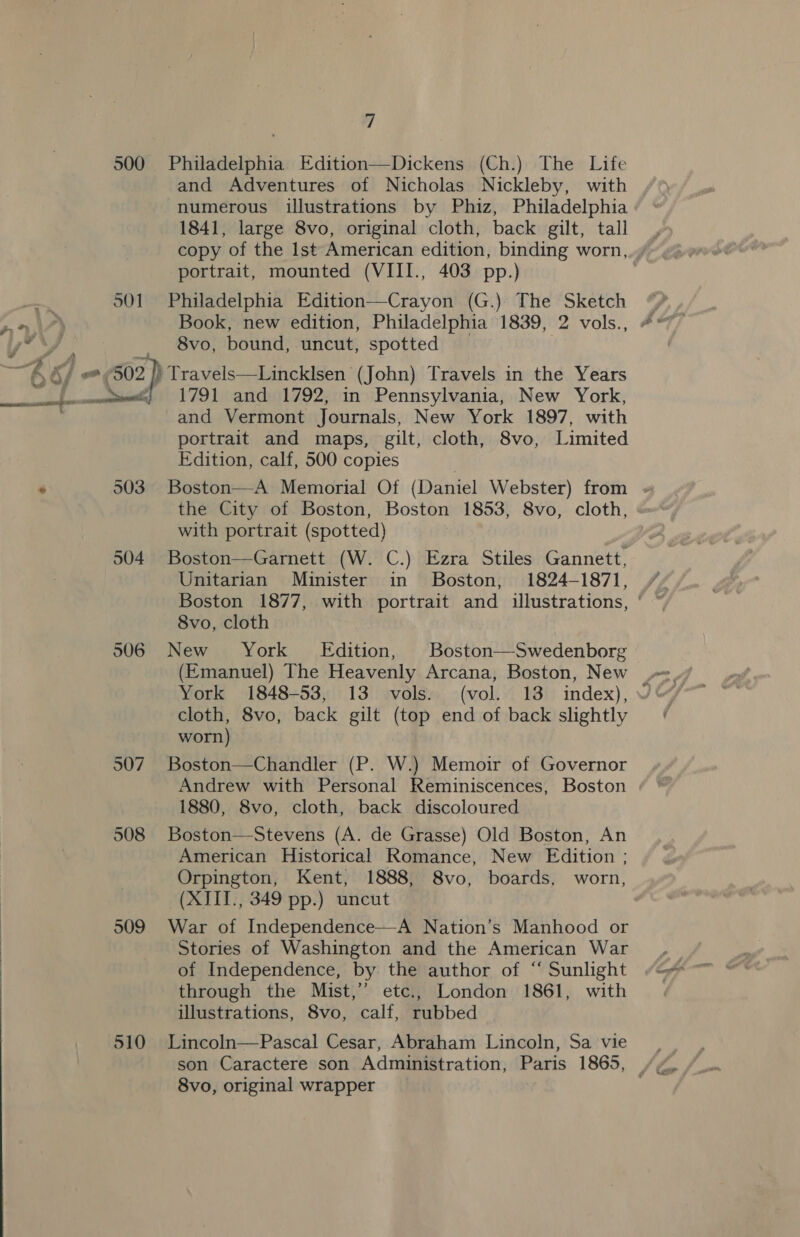 7
500 Philadelphia Edition—Dickens (Ch.) The Life
and Adventures of Nicholas Nickleby, with
numerous illustrations by Phiz, Philadelphia
1841, large 8vo, original cloth, back gilt, tall
copy of the 1st American edition, binding worn,
portrait, mounted (VIII., 403 pp.)
501 Philadelphia Edition—Crayon (G.) The Sketch
Book, new edition, Philadelphia 1839, 2 vols.,
8vo, bound, uncut, spotted
502 Travels—Lincklsen (John) Travels in the Years
1791 and 1792, in Pennsylvania, New York,
and Vermont Journals, New York 1897, with
portrait and maps, gilt, cloth, 8vo, Limited
Edition, calf, 500 copies
503 Boston—A Memorial Of (Daniel Webster) from
the City of Boston, Boston 1853, 8vo, cloth,
with portrait (spotted)
504 Boston—Garnett (W. C.) Ezra Stiles Gannett,
Unitarian Minister in Boston, 1824-1871,
Boston 1877, with portrait and illustrations,
8vo, cloth
506 New York Edition, Boston—Swedenborg
(Emanuel) The Heavenly Arcana, Boston, New
York 1848-53, 13 vols. (vol. 13 index),
cloth, 8vo, back gilt (top end of back slightly
worn)
507 Boston—Chandler (P. W.) Memoir of Governor
Andrew with Personal Reminiscences, Boston
1880, 8vo, cloth, back discoloured
508 Boston—Stevens (A. de Grasse) Old Boston, An
American Historical Romance, New Edition ;
Orpington, Kent, 1888, 8vo, boards, worn,
(XIII., 349 pp.) uncut
509 War of Independence—A Nation's Manhood or
Stories of Washington and the American War
of Independence, by the author of “ Sunlight
through the Mist,” etc., London 1861, with
illustrations, 8vo, calf, rubbed
510 Lincoln—Pascal Cesar, Abraham Lincoln, Sa vie
son Caractere son Administration, Paris 1865,
8vo, original wrapper